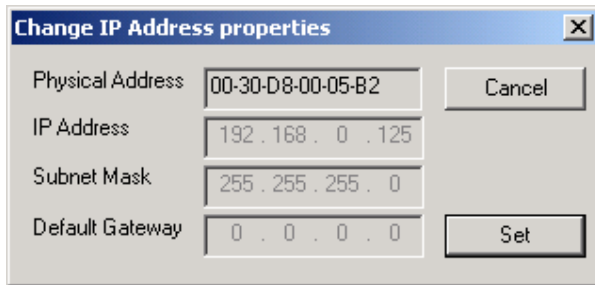 Change IP Address properties
Physical Address 00-30-D8-00-05-B2 Cancel
IP Address 192 . 168 . 0 . 125
Subnet Mask 255 . 255 . 255 . 0
Default Gateway 0 . 0 . 0 . 0 Set